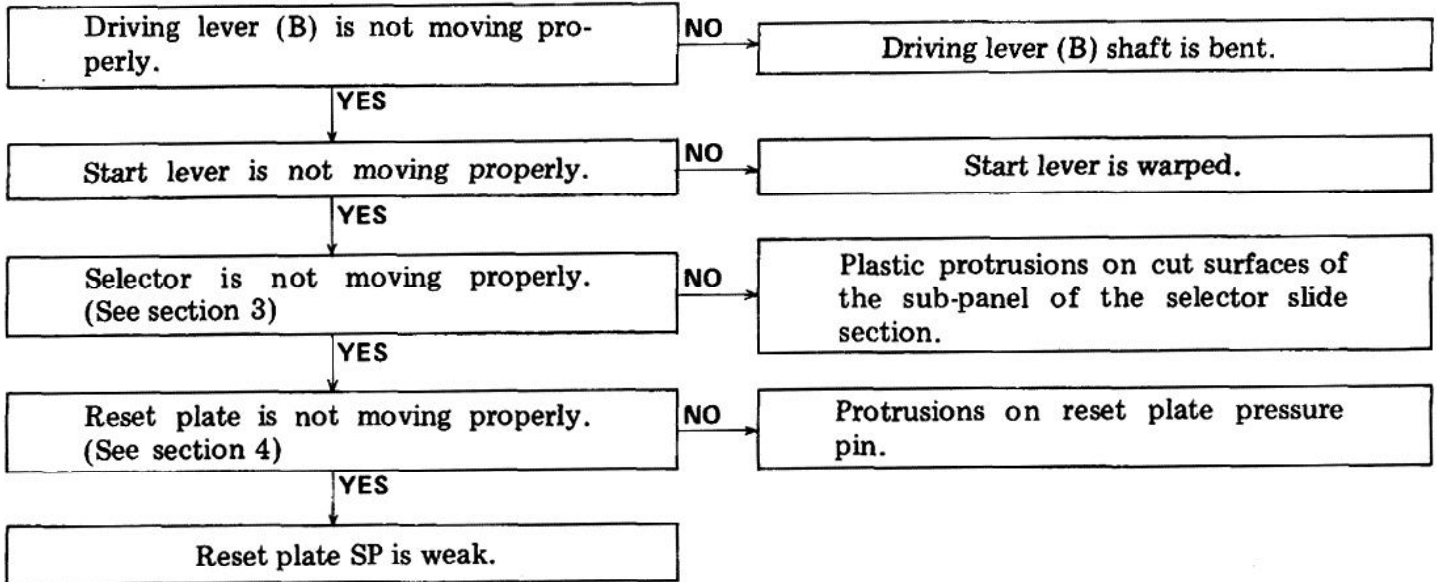 Driving lever (B) is not moving pro-
perly.
NO
Driving lever (B) shaft is bent.
YES
Start lever is not moving properly.
NO
Start lever is warped.
YES
Selector is not moving properly.
(See section 3)
NO
Plastic protrusions on cut surfaces of
the sub-panel of the selector slide
section.
YES
Reset plate is not moving properly.
(See section 4)
NO
Protrusions on reset plate pressure
pin.
YES
Reset plate SP is weak.